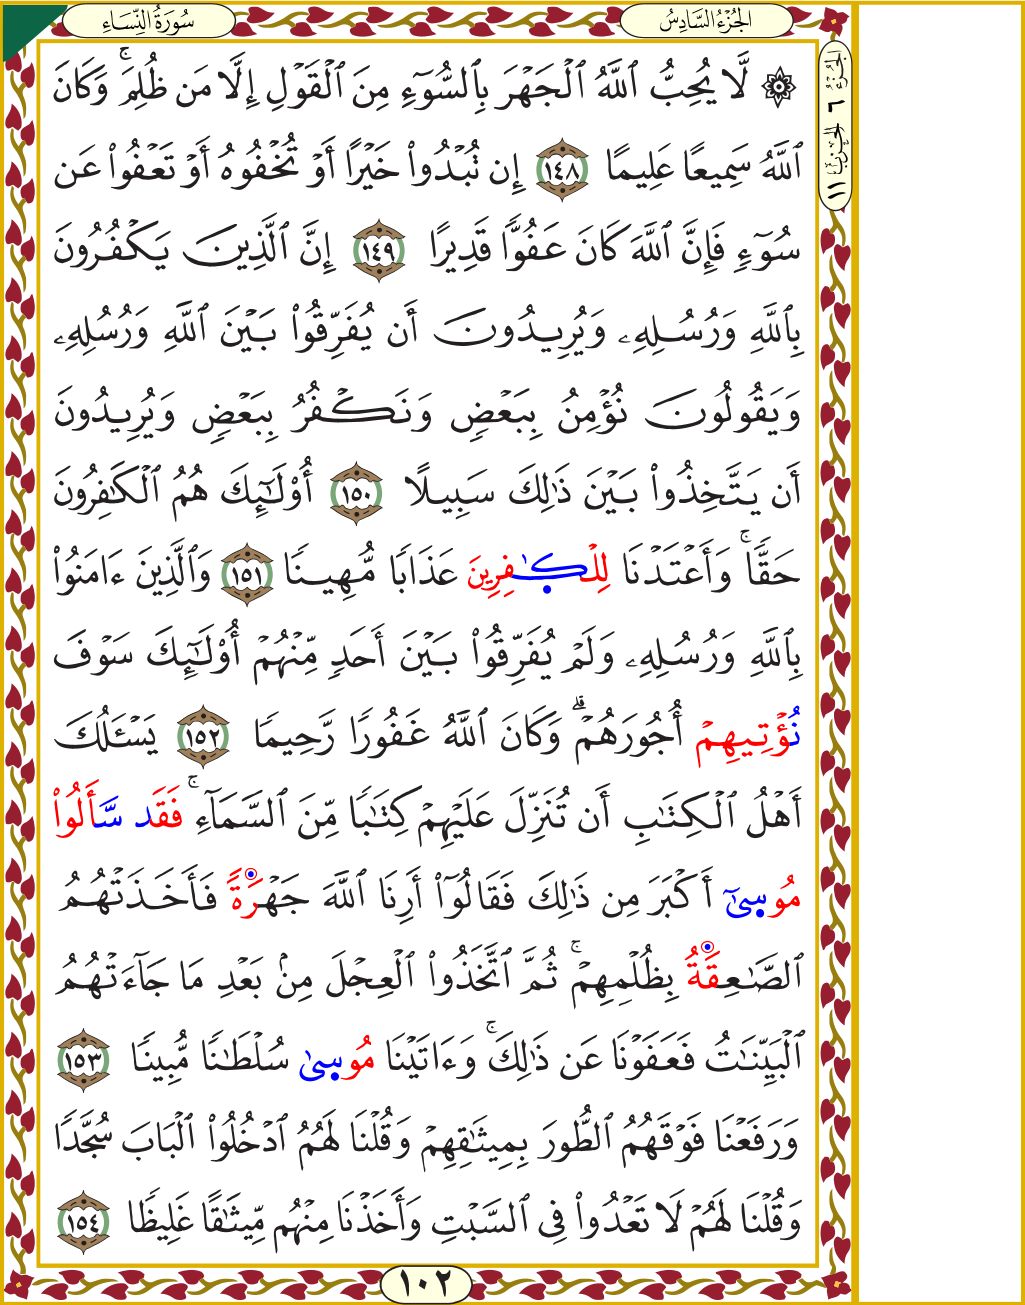 الجُزْءُ السَّادِسُ
سُورَةُ النِّسَاءِ
الجُزْءُ ٦ الحِزْبُ ١١
۞ لَّا يُحِبُّ ٱللَّهُ ٱلْجَهْرَ بِٱلسُّوٓءِ مِنَ ٱلْقَوْلِ إِلَّا مَن ظُلِمَۚ وَكَانَ
ٱللَّهُ سَمِيعًا عَلِيمًا ١٤٨ إِن تُبْدُوا۟ خَيْرًا أَوْ تُخْفُوهُ أَوْ تَعْفُوا۟ عَن
سُوٓءٍ فَإِنَّ ٱللَّهَ كَانَ عَفُوًّا قَدِيرًا ١٤٩ إِنَّ ٱلَّذِينَ يَكْفُرُونَ
بِٱللَّهِ وَرُسُلِهِۦ وَيُرِيدُونَ أَن يُفَرِّقُوا۟ بَيْنَ ٱللَّهِ وَرُسُلِهِۦ
وَيَقُولُونَ نُؤْمِنُ بِبَعْضٍ وَنَكْفُرُ بِبَعْضٍ وَيُرِيدُونَ
أَن يَتَّخِذُوا۟ بَيْنَ ذَٰلِكَ سَبِيلًا ١٥٠ أُو۟لَٰٓئِكَ هُمُ ٱلْكَٰفِرُونَ
حَقًّاۚ وَأَعْتَدْنَا لِلْكَٰفِرِينَ عَذَابًا مُّهِينًا ١٥١ وَٱلَّذِينَ ءَامَنُوا۟
بِٱللَّهِ وَرُسُلِهِۦ وَلَمْ يُفَرِّقُوا۟ بَيْنَ أَحَدٍ مِّنْهُمْ أُو۟لَٰٓئِكَ سَوْفَ
نُؤْتِيهِمْ أُجُورَهُمْۗ وَكَانَ ٱللَّهُ غَفُورًا رَّحِيمًا ١٥٢ يَسْـَٔلُكَ
أَهْلُ ٱلْكِتَٰبِ أَن تُنَزِّلَ عَلَيْهِمْ كِتَٰبًا مِّنَ ٱلسَّمَآءِۚ فَقَد سَّأَلُوا۟
مُوسَىٰٓ أَكْبَرَ مِن ذَٰلِكَ فَقَالُوٓا۟ أَرِنَا ٱللَّهَ جَهْرَةً فَأَخَذَتْهُمُ
ٱلصَّٰعِقَةُ بِظُلْمِهِمْۚ ثُمَّ ٱتَّخَذُوا۟ ٱلْعِجْلَ مِنۢ بَعْدِ مَا جَآءَتْهُمُ
ٱلْبَيِّنَٰتُ فَعَفَوْنَا عَن ذَٰلِكَۚ وَءَاتَيْنَا مُوسَىٰ سُلْطَٰنًا مُّبِينًا ١٥٣
وَرَفَعْنَا فَوْقَهُمُ ٱلطُّورَ بِمِيثَٰقِهِمْ وَقُلْنَا لَهُمُ ٱدْخُلُوا۟ ٱلْبَابَ سُجَّدًا
وَقُلْنَا لَهُمْ لَا تَعْدُوا۟ فِى ٱلسَّبْتِ وَأَخَذْنَا مِنْهُم مِّيثَٰقًا غَلِيظًا ١٥٤
١٠٢